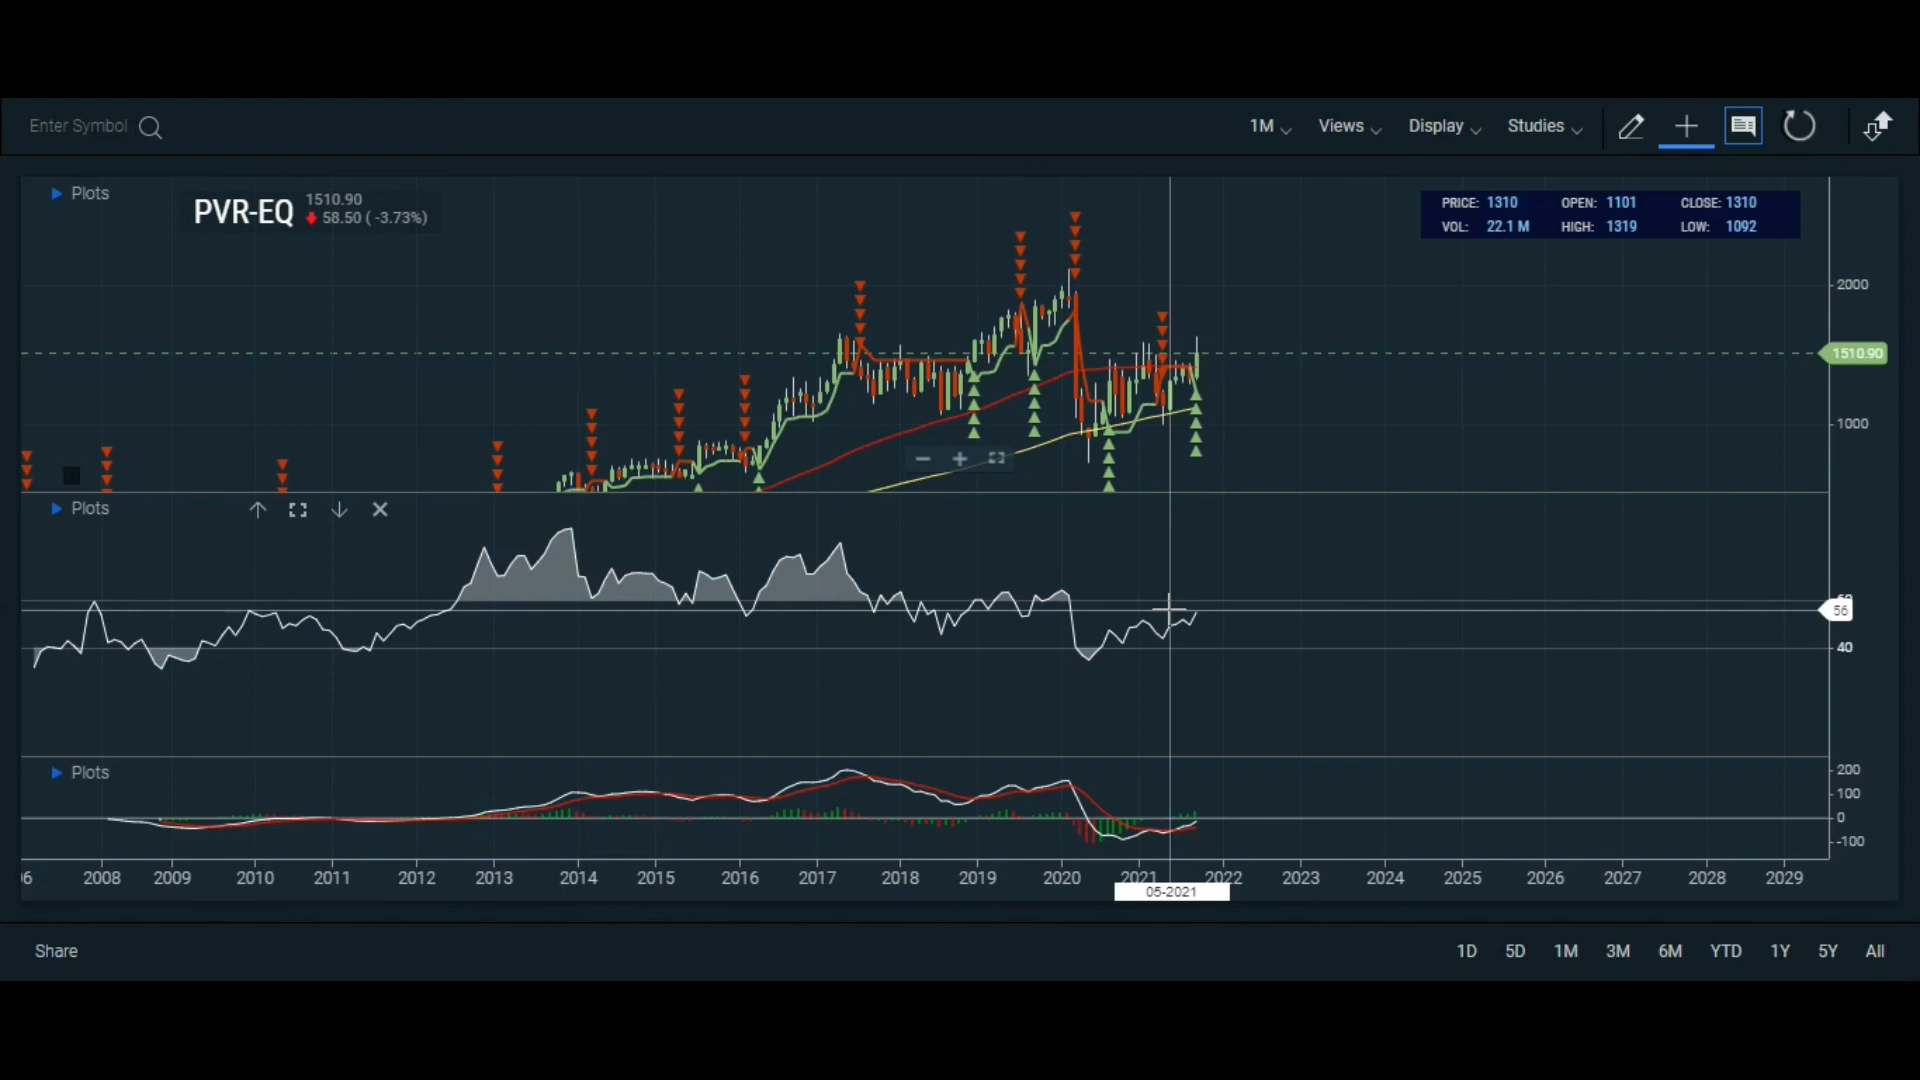 Enter Symbol
1M Views Display Studies
Plots
PVR-EQ
1510.90
58.50 ( -3.73%)
PRICE: 1310 OPEN: 1101 CLOSE: 1310
VOL: 22.1 M HIGH: 1319 LOW: 1092
2000
1510.90
1000
Plots
56
40
Plots
200
100
0
-100
2008 2009 2010 2011 2012 2013 2014 2015 2016 2017 2018 2019 2020 2021 2022 2023 2024 2025 2026 2027 2028 2029
05-2021
Share
1D 5D 1M 3M 6M YTD 1Y 5Y All